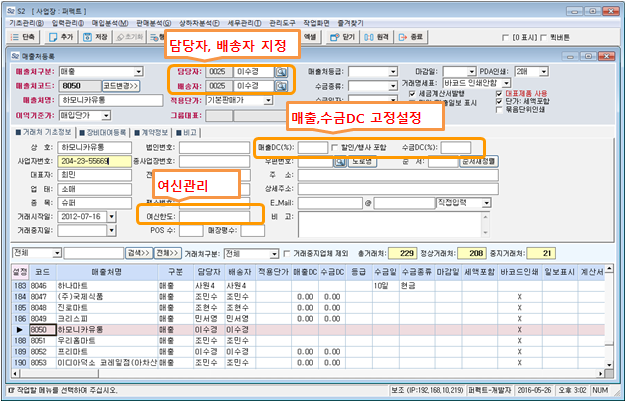 S2 [ 사업장 : 퍼팩트 ]
기초관리(B) 입력관리(I) 매입분석(M) 판매분석(G) 상하차분석(E) 세무관리(T) 관리도구 작업화면 즐겨찾기
단축 추가 저장 초기화 엑셀 닫기 원격 종료 [0 표시] 퀵버튼
담당자, 배송자 지정
매출처등록
매출처구분: 매출 담당자: 0025 이수경 매출처등급: 마감일: PDA인쇄: 2매
매출처코드: 8050 코드변경>> 배송자: 0025 이수경 수금종류: 거래명세표: 바코드 인쇄안함
매출처명: 하모니카유통 적용단가: 기본판매가 수금일자 세금계산서발행 대표제품 사용
일보 표시 단가: 세액포함
이익기준가: 매입단가 그룹대표: 묶음단위인쇄
매출,수금DC 고정설정
거래처 기초정보 장비대여등록 계약정보 비고
상 호: 하모니카유통 법인번호: 매출DC(%): 할인/행사 포함 수금DC(%):
사업자번호: 204-23-55669 종사업장번호: 우편번호: 도로명 순 서: 순서재정렬
대표자: 최민 전 주 소:
여신관리
업 태: 소매 상세주소:
종 목: 슈퍼 E,Mail: @ 직접입력
거래시작일: 2012-07-16 여신한도: 비 고:
거래중지일: POS 수: 매장평수:
전체 검색>> 전체>> 거래처구분: 전체 거래중지업체 제외 총거래처: 229 정상거래처: 208 중지거래처: 21
설정 코드 매출처명 구분 담당자 배송자 적용단가 매출DC 수금DC 등급 수금일 수금종류 마감일 세액포함 바코드인쇄 일보표시 계산서
183 8046 하나마트 매출 사원4 사원4 10일 현금
184 8047 (주)국제식품 매출 조민수 조민수 0.00 0.00 X
185 8048 진로마트 매출 조현수 조현수 0.00 0.00 X
186 8049 크리스피 매출 민서영 민서영 0.00 0.00 X
8050 하모니카유통 매출 이수경 이수경 X
188 8051 우리홈마트 매출 조민수 조민수 X
189 8052 프리마트 매출 이수경 이수경 0.00 0.00 X
190 8053 이디아덕소 코레일점(아차산 매출 조민수 조민수 0.00 0.00 X
작업할 메뉴를 선택하여 주십시오. 보조 (IP:192,168,10,219) 퍼팩트-개발자 2016-05-26 오후 3:02 NUM